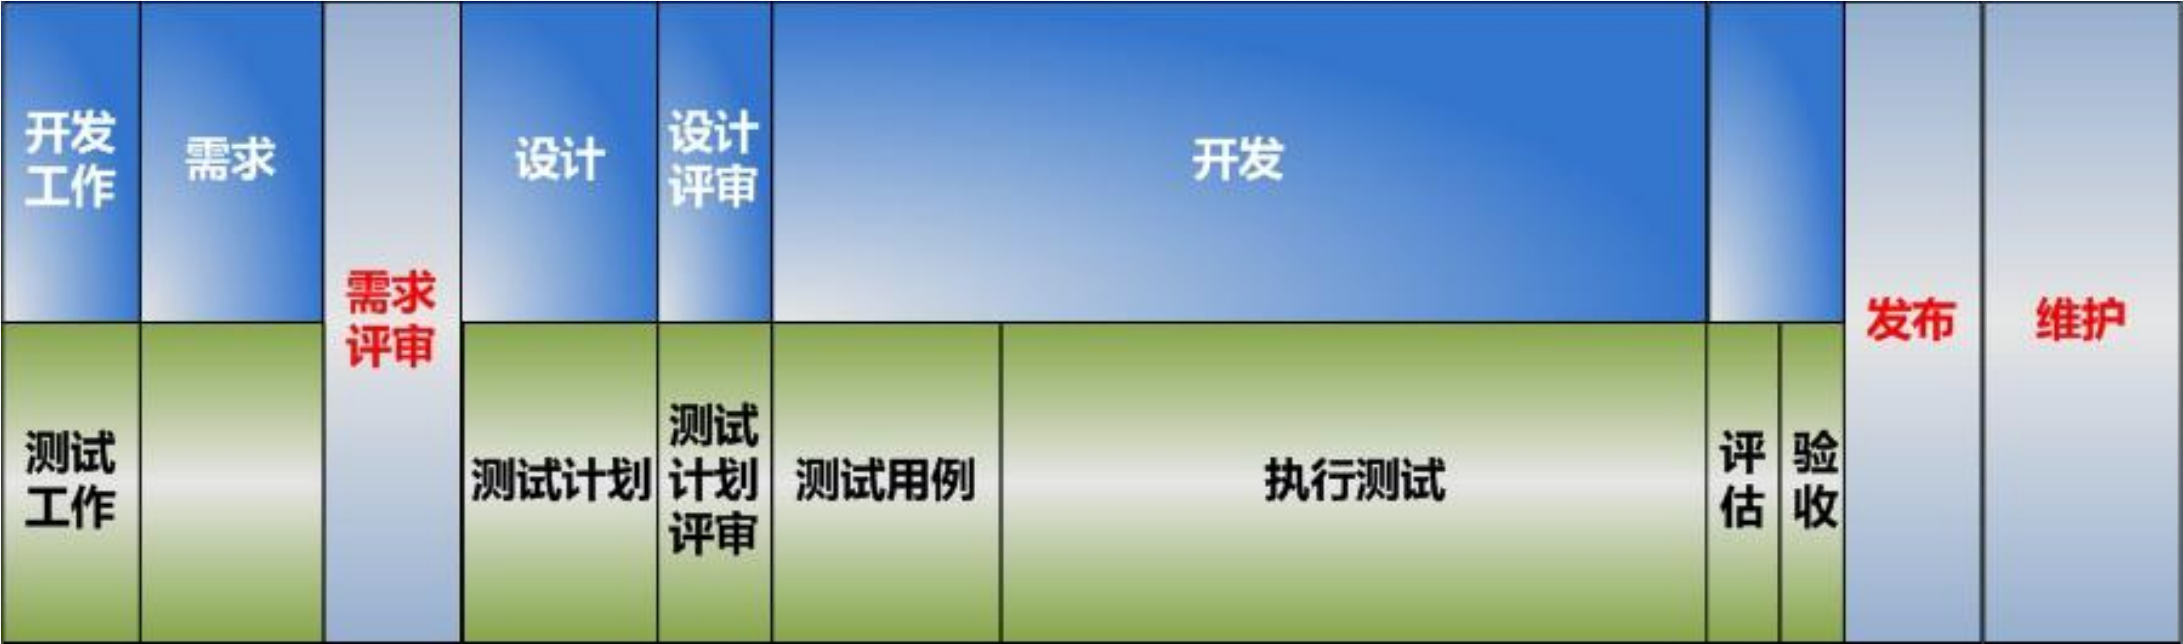 开发
工作
需求
需求
评审
设计
设计
评审
开发
发布
维护
测试
工作
测试计划
测试
计划
评审
测试用例
执行测试
评
估
验
收